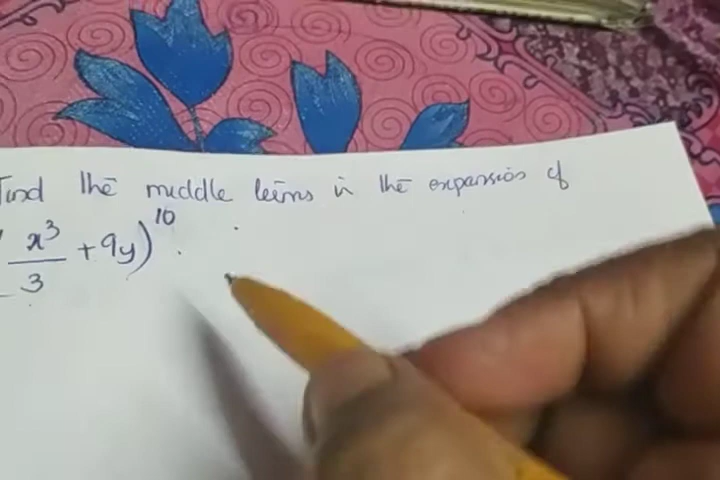 Find the middle terms in the expansion of
( x³/3 + 9y)¹⁰.